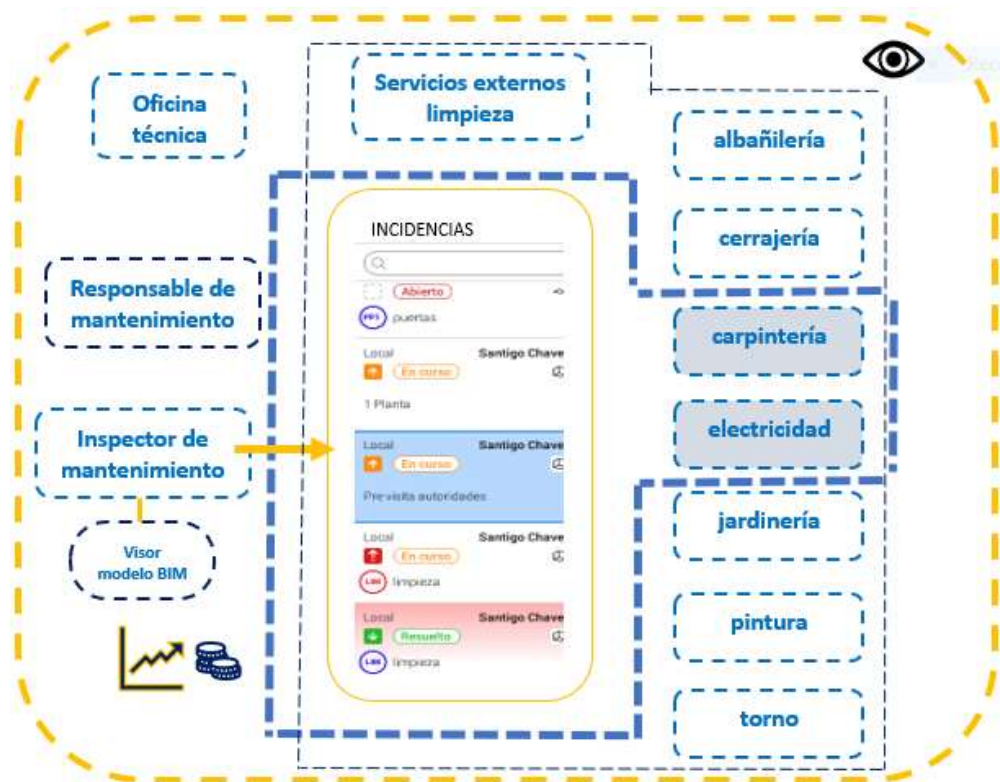 Oficina
técnica
Servicios externos
limpieza
albañilería
cerrajería
carpintería
electricidad
jardinería
pintura
torno
Responsable de
mantenimiento
Inspector de
mantenimiento
Visor
modelo BIM
INCIDENCIAS
Abierto
puertas
Local Santigo Chave
En curso
1 Planta
Local Santigo Chave
En curso
Pre visita autoridades
Local Santigo Chave
En curso
LIM limpieza
Local Santigo Chave
Resuelto
LIM limpieza